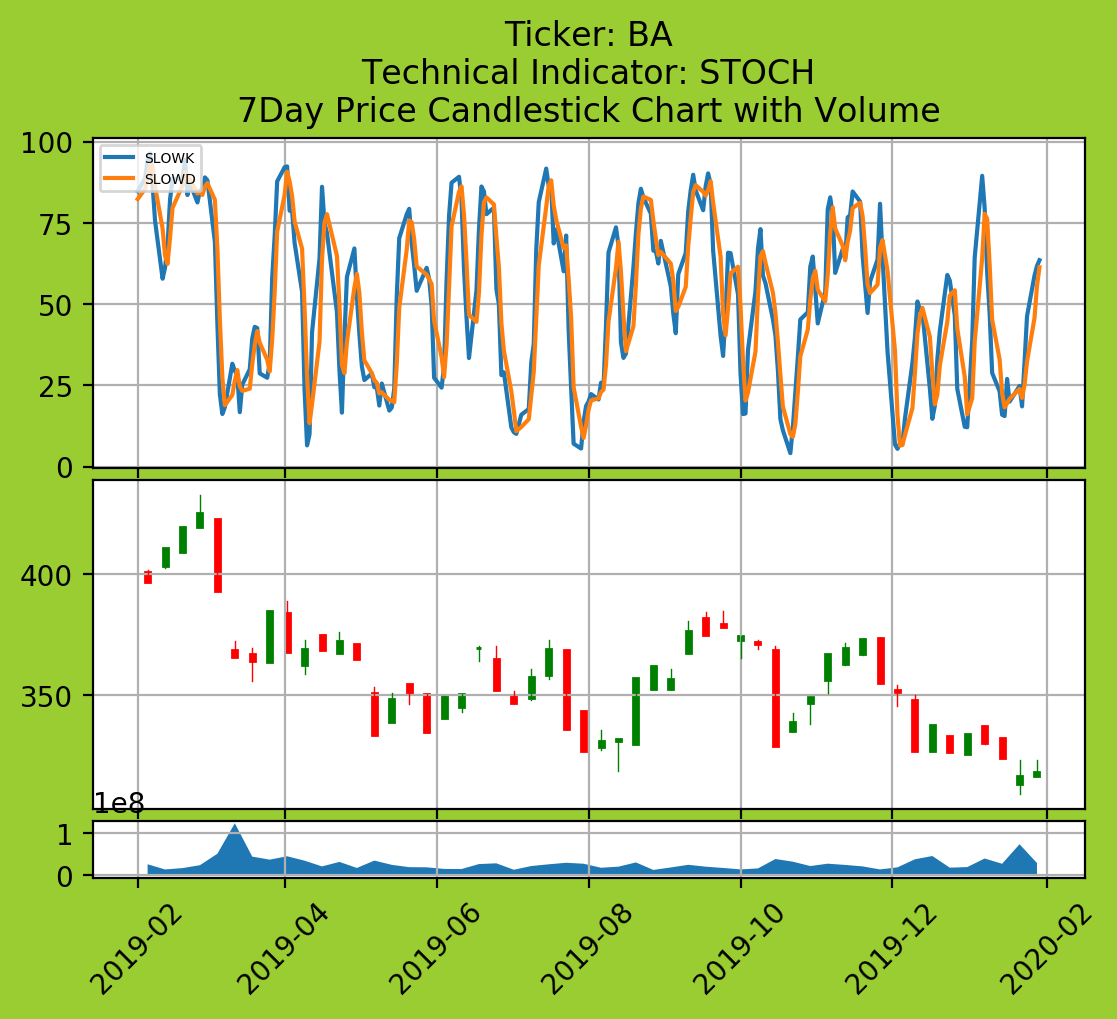 Ticker: BA
Technical Indicator: STOCH
7Day Price Candlestick Chart with Volume
100
SLOWK
SLOWD
75
50
25
0
400
350
1e8
1
0
2019-02
2019-04
2019-06
2019-08
2019-10
2019-12
2020-02